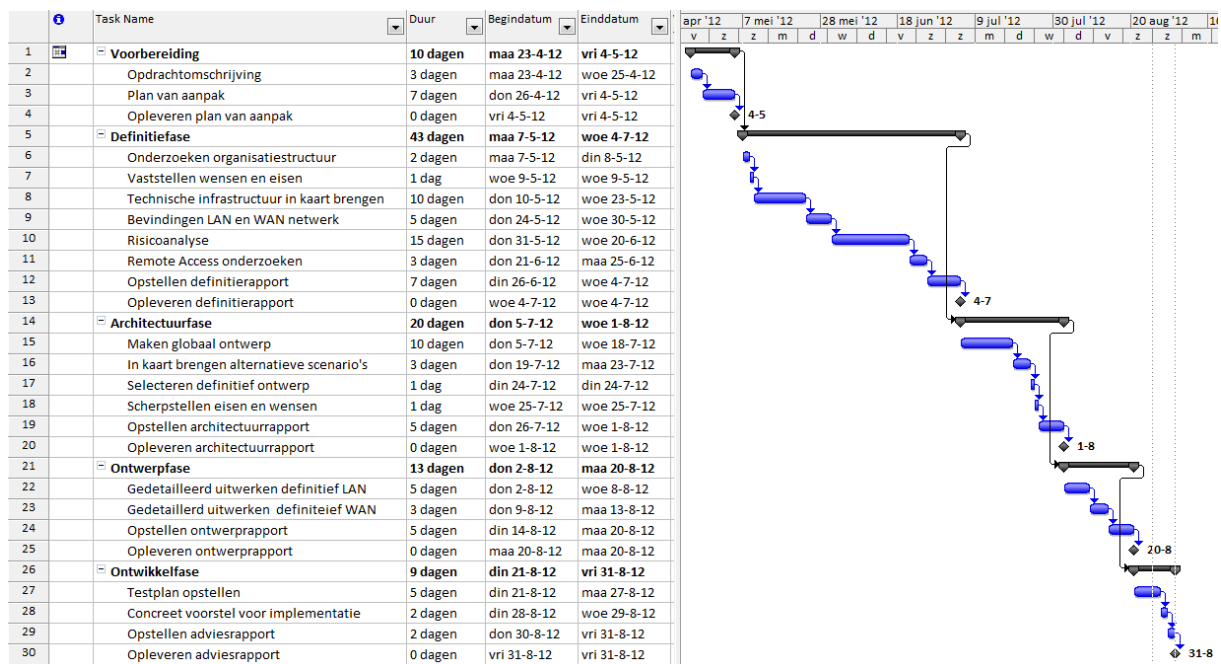 Task Name Duur Begindatum Einddatum apr '12 7 mei '12 28 mei '12 18 jun '12 9 jul '12 30 jul '12 20 aug '12
v z z m d w d v z z m d w d v z z m
1 Voorbereiding 10 dagen maa 23-4-12 vri 4-5-12
2 Opdrachtomschrijving 3 dagen maa 23-4-12 woe 25-4-12
3 Plan van aanpak 7 dagen don 26-4-12 vri 4-5-12
4 Opleveren plan van aanpak 0 dagen vri 4-5-12 vri 4-5-12 4-5
5 Definitiefase 43 dagen maa 7-5-12 woe 4-7-12
6 Onderzoeken organisatiestructuur 2 dagen maa 7-5-12 din 8-5-12
7 Vaststellen wensen en eisen 1 dag woe 9-5-12 woe 9-5-12
8 Technische infrastructuur in kaart brengen 10 dagen don 10-5-12 woe 23-5-12
9 Bevindingen LAN en WAN netwerk 5 dagen don 24-5-12 woe 30-5-12
10 Risicoanalyse 15 dagen don 31-5-12 woe 20-6-12
11 Remote Access onderzoeken 3 dagen don 21-6-12 maa 25-6-12
12 Opstellen definitierapport 7 dagen din 26-6-12 woe 4-7-12
13 Opleveren definitierapport 0 dagen woe 4-7-12 woe 4-7-12 4-7
14 Architectuurfase 20 dagen don 5-7-12 woe 1-8-12
15 Maken globaal ontwerp 10 dagen don 5-7-12 woe 18-7-12
16 In kaart brengen alternatieve scenario's 3 dagen don 19-7-12 maa 23-7-12
17 Selecteren definitief ontwerp 1 dag din 24-7-12 din 24-7-12
18 Scherpstellen eisen en wensen 1 dag woe 25-7-12 woe 25-7-12
19 Opstellen architectuurrapport 5 dagen don 26-7-12 woe 1-8-12
20 Opleveren architectuurrapport 0 dagen woe 1-8-12 woe 1-8-12 1-8
21 Ontwerpfase 13 dagen don 2-8-12 maa 20-8-12
22 Gedetailleerd uitwerken definitief LAN 5 dagen don 2-8-12 woe 8-8-12
23 Gedetaillerd uitwerken definiteief WAN 3 dagen don 9-8-12 maa 13-8-12
24 Opstellen ontwerprapport 5 dagen din 14-8-12 maa 20-8-12
25 Opleveren ontwerprapport 0 dagen maa 20-8-12 maa 20-8-12 20-8
26 Ontwikkelfase 9 dagen din 21-8-12 vri 31-8-12
27 Testplan opstellen 5 dagen din 21-8-12 maa 27-8-12
28 Concreet voorstel voor implementatie 2 dagen din 28-8-12 woe 29-8-12
29 Opstellen adviesrapport 2 dagen don 30-8-12 vri 31-8-12
30 Opleveren adviesrapport 0 dagen vri 31-8-12 vri 31-8-12 31-8